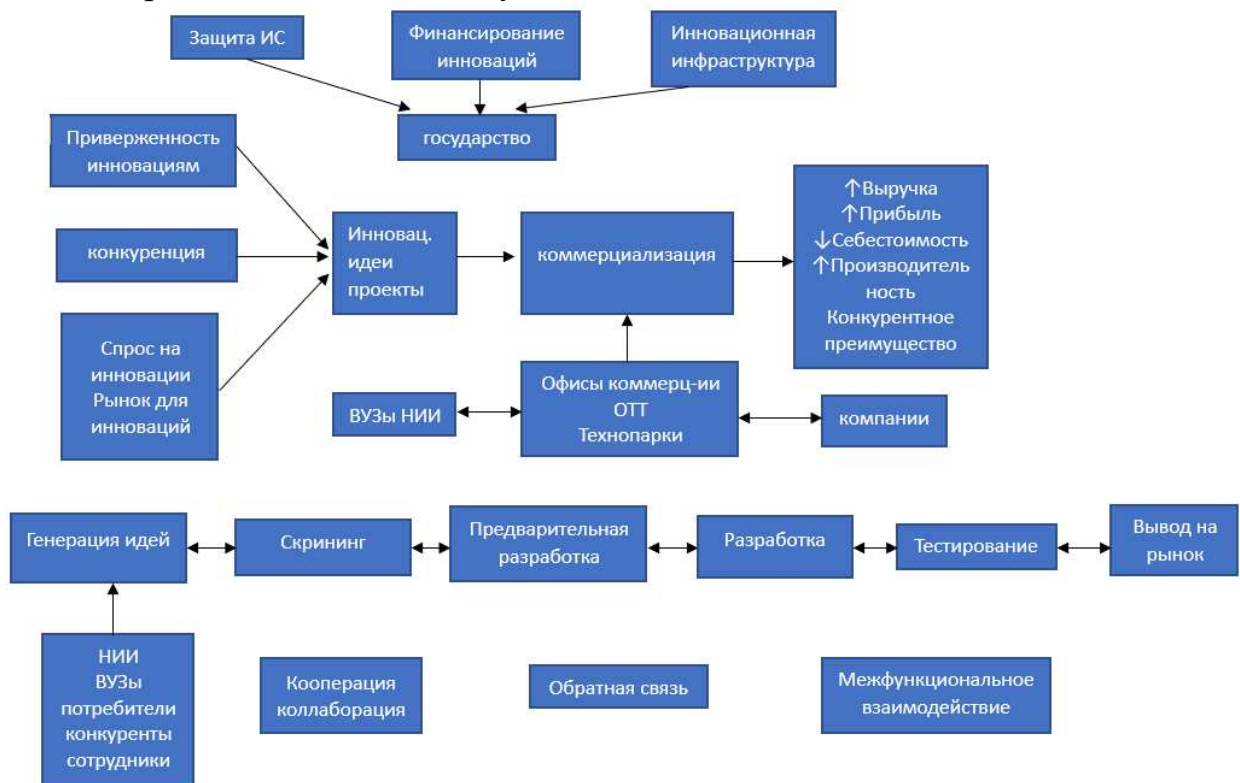 Защита ИС
Финансирование
инноваций
Инновационная
инфраструктура
государство
Приверженность
инновациям
конкуренция
Спрос на
инновации
Рынок для
инноваций
Инновац.
идеи
проекты
коммерциализация
↑Выручка
↑Прибыль
↓Себестоимость
↑Производитель
ность
Конкурентное
преимущество
ВУЗы НИИ
Офисы коммерц-ии
ОТТ
Технопарки
компании
Генерация идей
Скрининг
Предварительная
разработка
Разработка
Тестирование
Вывод на
рынок
НИИ
ВУЗы
потребители
конкуренты
сотрудники
Кооперация
коллаборация
Обратная связь
Межфункциональное
взаимодействие